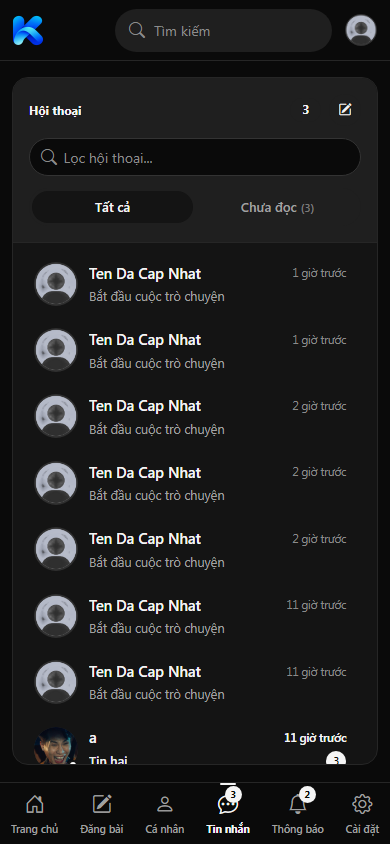 Tìm kiếm
Hội thoại
3
Lọc hội thoại...
Tất cả
Chưa đọc (3)
Ten Da Cap Nhat
1 giờ trước
Bắt đầu cuộc trò chuyện
Ten Da Cap Nhat
1 giờ trước
Bắt đầu cuộc trò chuyện
Ten Da Cap Nhat
2 giờ trước
Bắt đầu cuộc trò chuyện
Ten Da Cap Nhat
2 giờ trước
Bắt đầu cuộc trò chuyện
Ten Da Cap Nhat
2 giờ trước
Bắt đầu cuộc trò chuyện
Ten Da Cap Nhat
11 giờ trước
Bắt đầu cuộc trò chuyện
Ten Da Cap Nhat
11 giờ trước
Bắt đầu cuộc trò chuyện
a
11 giờ trước
Tin hai
3
3
2
Trang chủ
Đăng bài
Cá nhân
Tin nhắn
Thông báo
Cài đặt